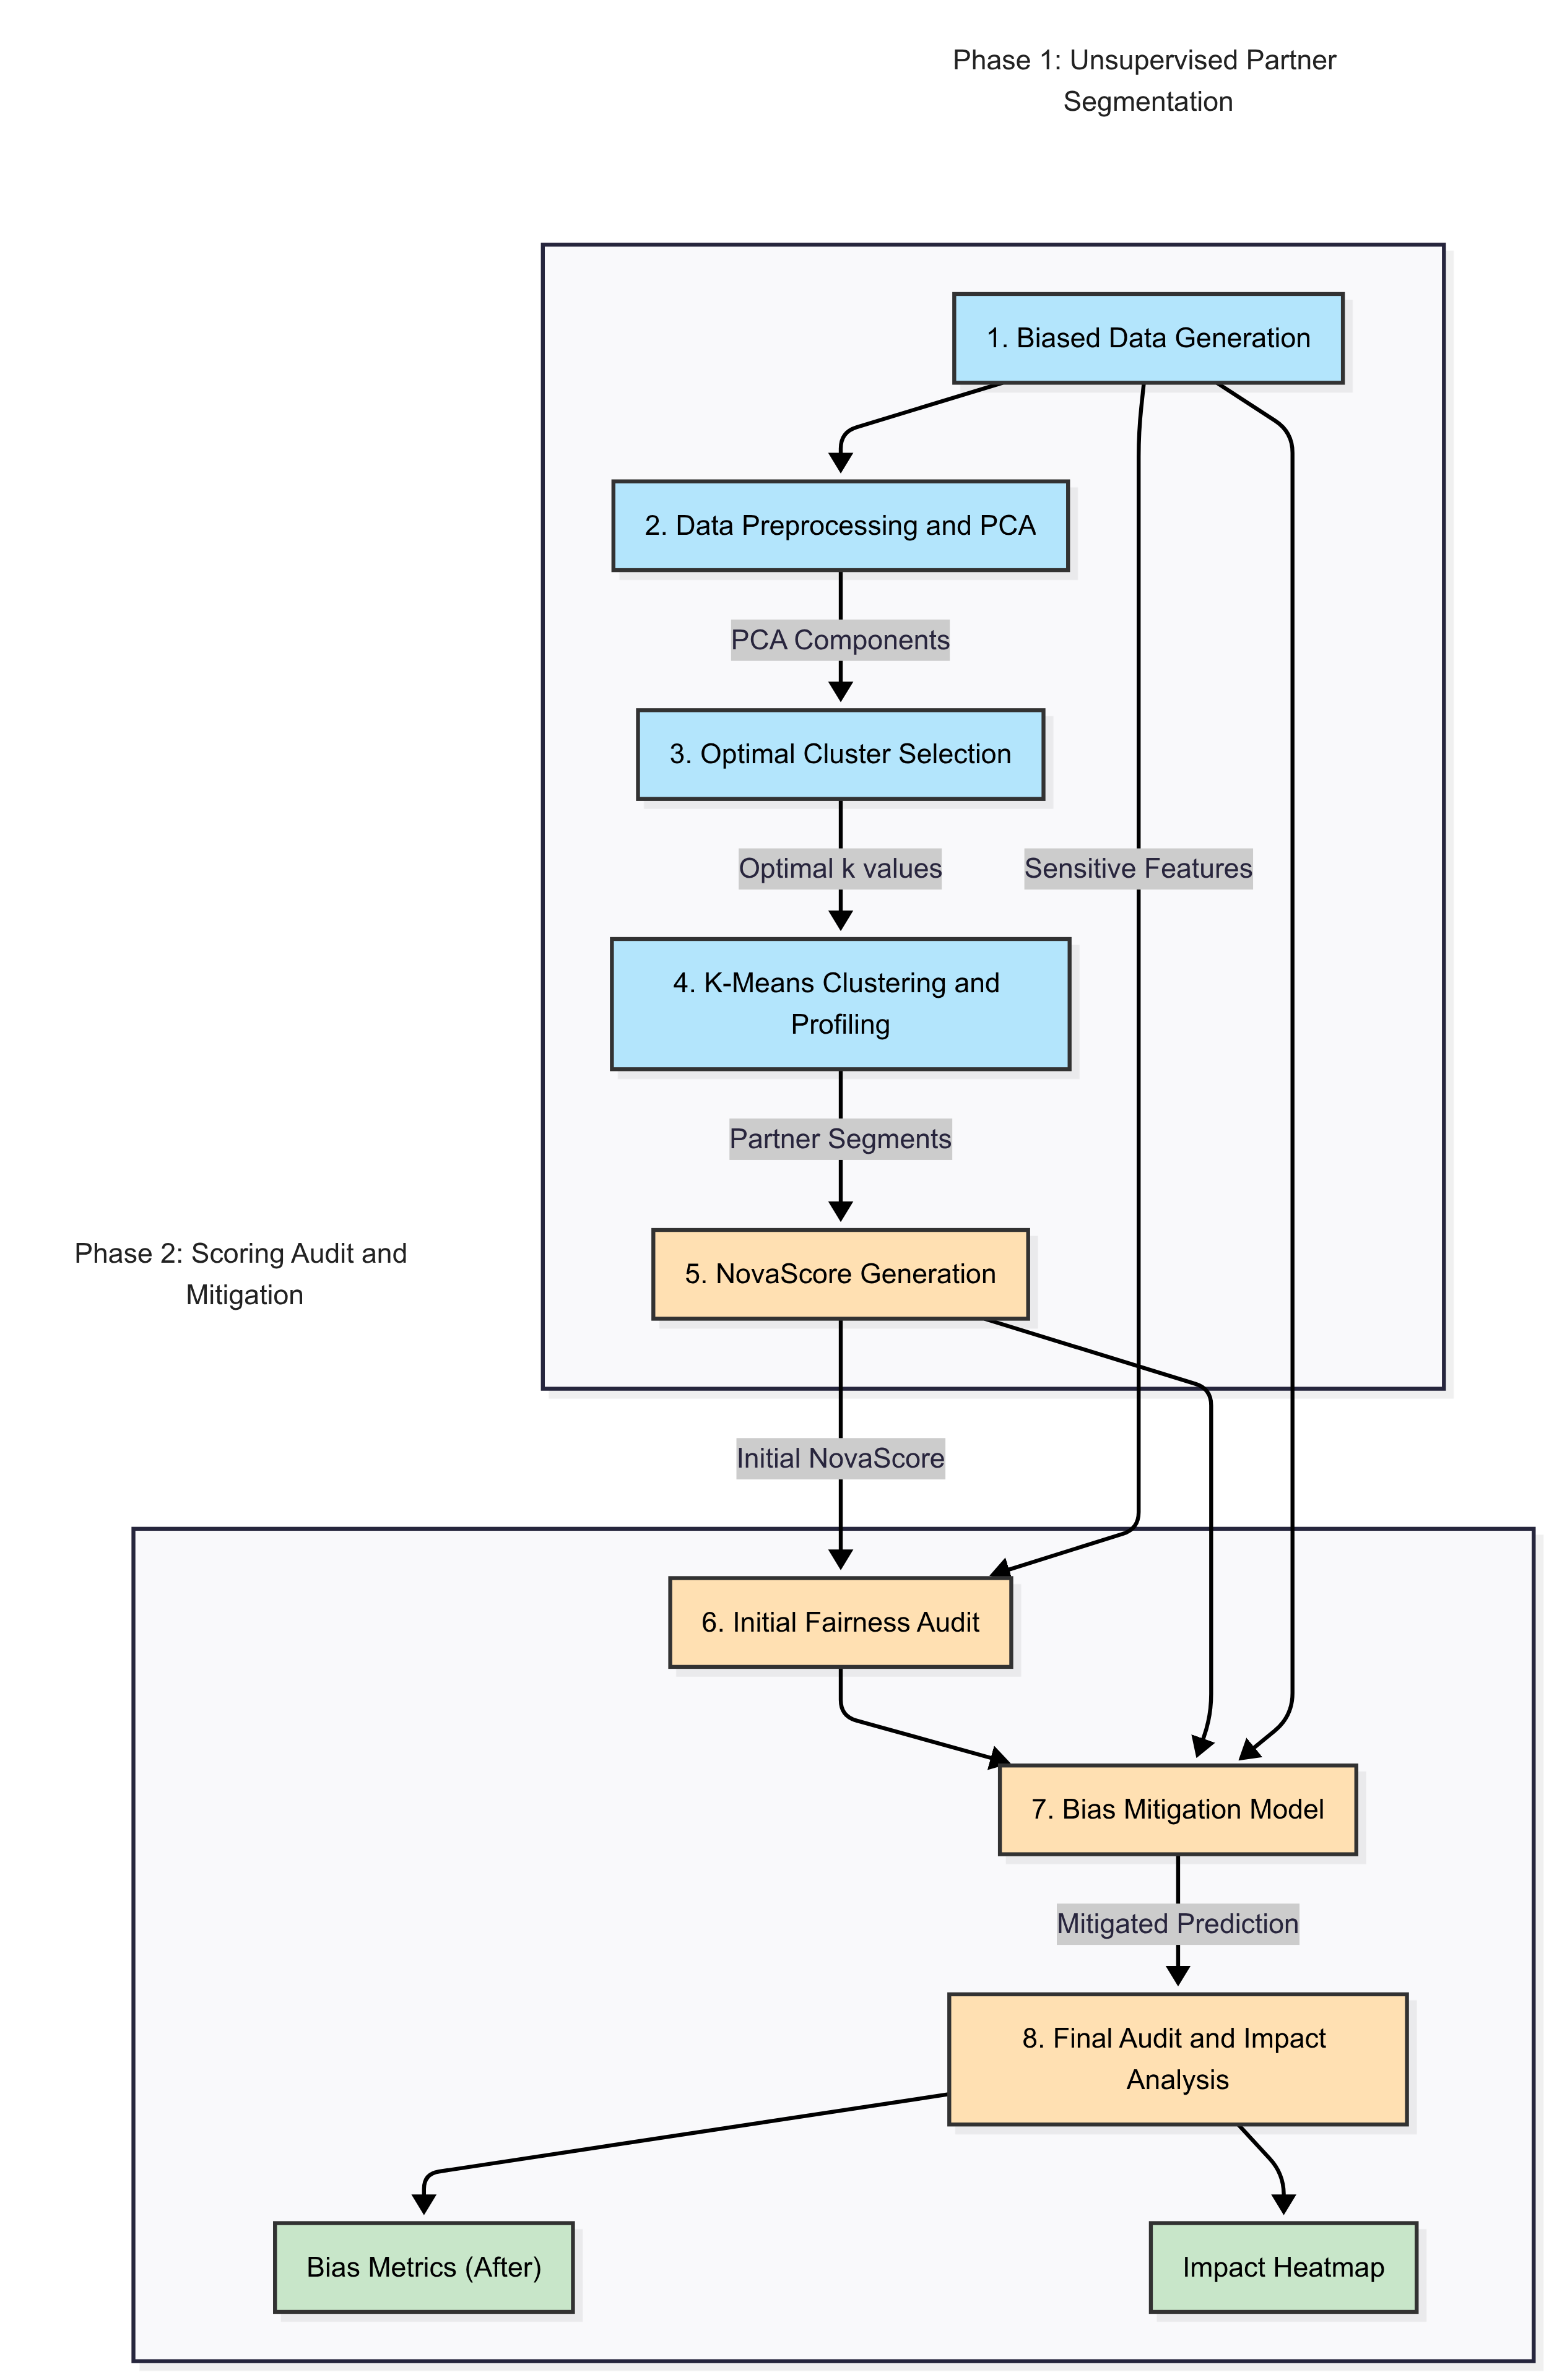 Phase 1: Unsupervised Partner
Segmentation
1. Biased Data Generation
2. Data Preprocessing and PCA
PCA Components
3. Optimal Cluster Selection
Optimal k values
Sensitive Features
4. K-Means Clustering and
Profiling
Partner Segments
Phase 2: Scoring Audit and
Mitigation
5. NovaScore Generation
Initial NovaScore
6. Initial Fairness Audit
7. Bias Mitigation Model
Mitigated Prediction
8. Final Audit and Impact
Analysis
Bias Metrics (After)
Impact Heatmap